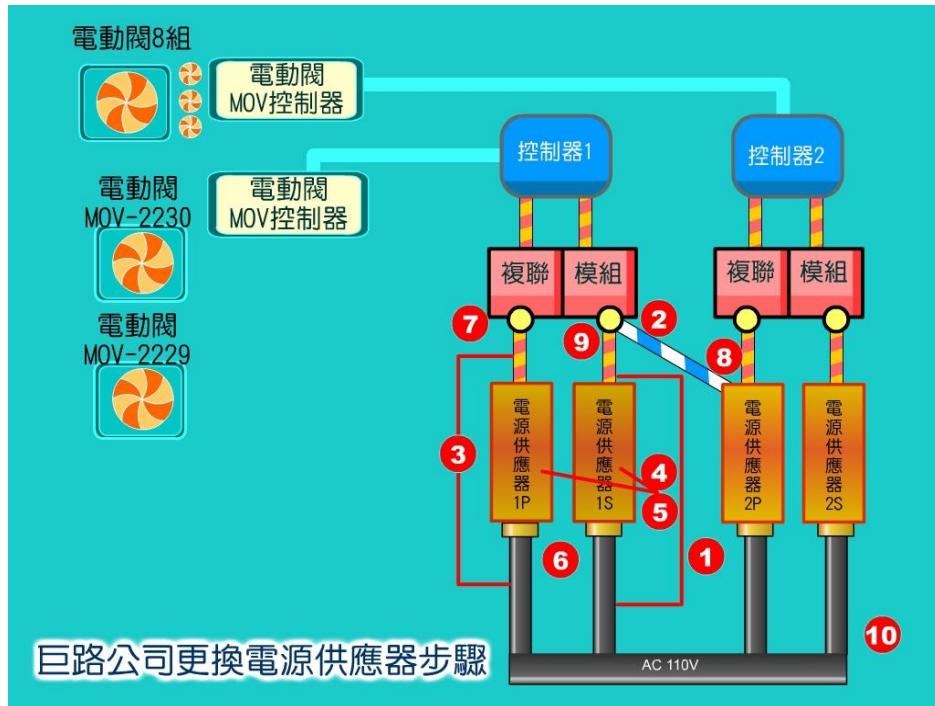 電動閥8組
電動閥
MOV控制器
控制器1
控制器2
電動閥
MOV-2230
電動閥
MOV控制器
複聯
模組
複聯
模組
7
2
9
8
電動閥
MOV-2229
電源供應器
1P
電源供應器
1S
電源供應器
2P
電源供應器
2S
3
4
5
6
1
10
巨路公司更換電源供應器步驟
AC 110V